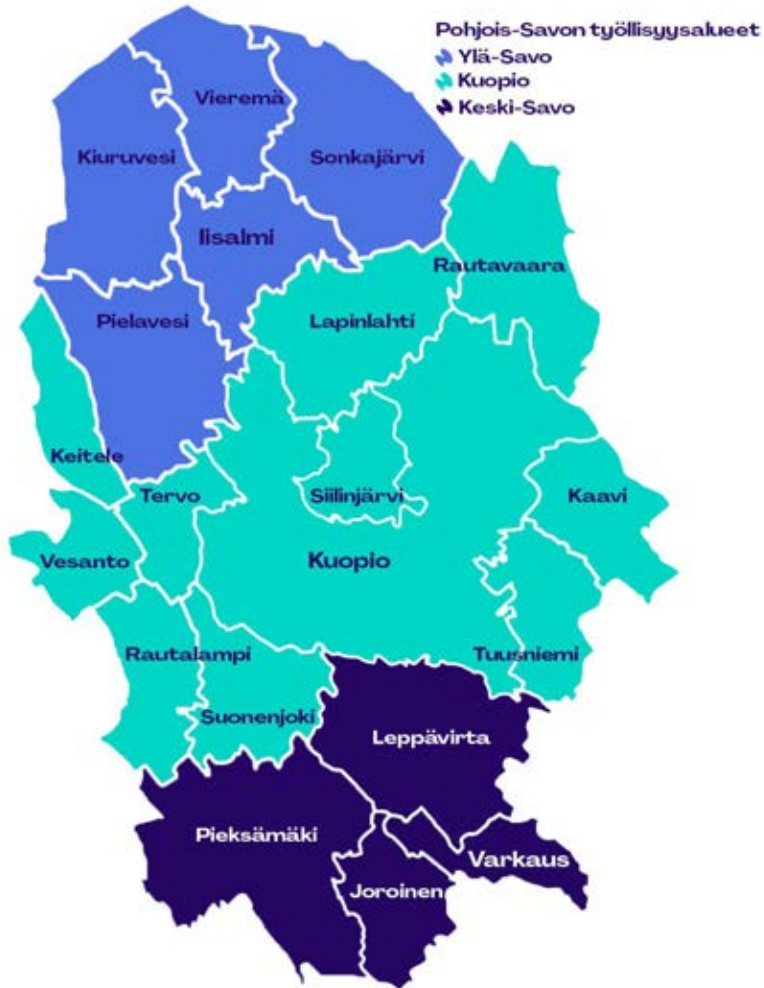 Pohjois-Savon työllisyysalueet
Ylä-Savo
Kuopio
Keski-Savo
Vieremä
Kiuruvesi
Sonkajärvi
Iisalmi
Rautavaara
Pielavesi
Lapinlahti
Keitele
Tervo
Siilinjärvi
Kaavi
Vesanto
Kuopio
Rautalampi
Tuusniemi
Suonenjoki
Leppävirta
Pieksämäki
Varkaus
Joroinen